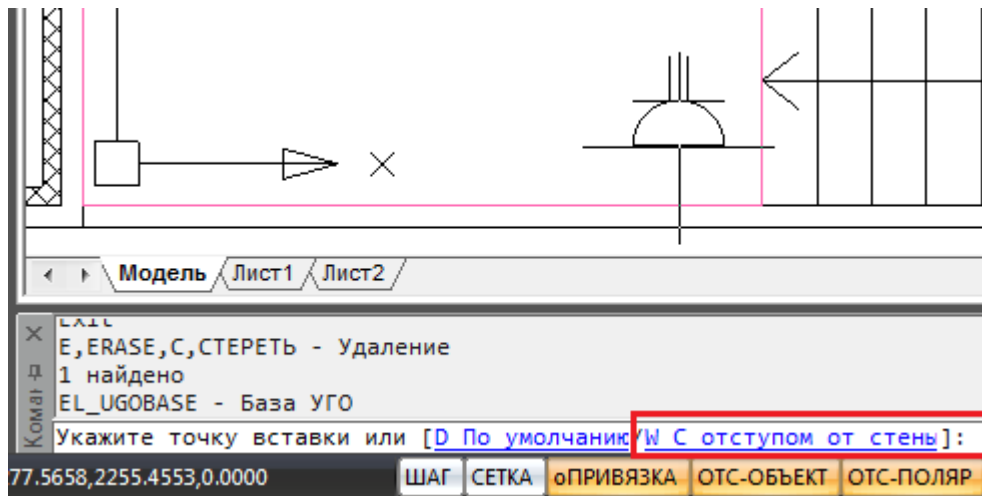 Модель Лист1 Лист2
EXIT
E,ERASE,С,СТЕРЕТЬ - Удаление
1 найдено
EL_UGOBASE - База УГО
Укажите точку вставки или [D По умолчанию/W С отступом от стены]:
77.5658,2255.4553,0.0000 ШАГ СЕТКА оПРИВЯЗКА ОТС-ОБЪЕКТ ОТС-ПОЛЯР